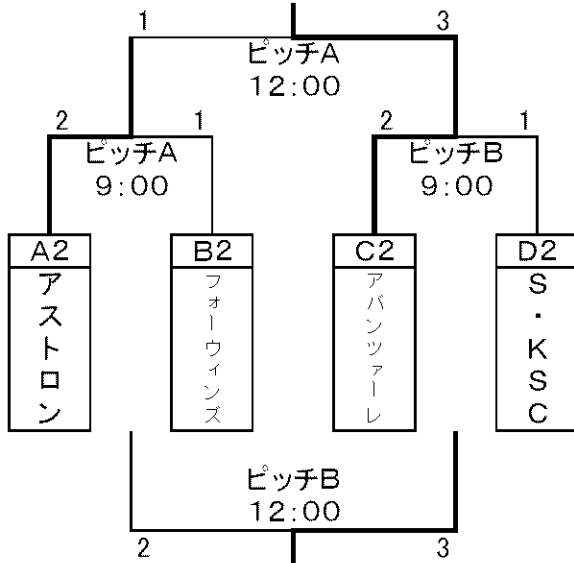 1 3
ピッチA
12:00
2 1 2 1
ピッチA ピッチB
9:00 9:00
A2 B2 C2 D2
アストロン
フォーウィンズ
アバンツァーレ
S・KSC
ピッチB
12:00
2 3